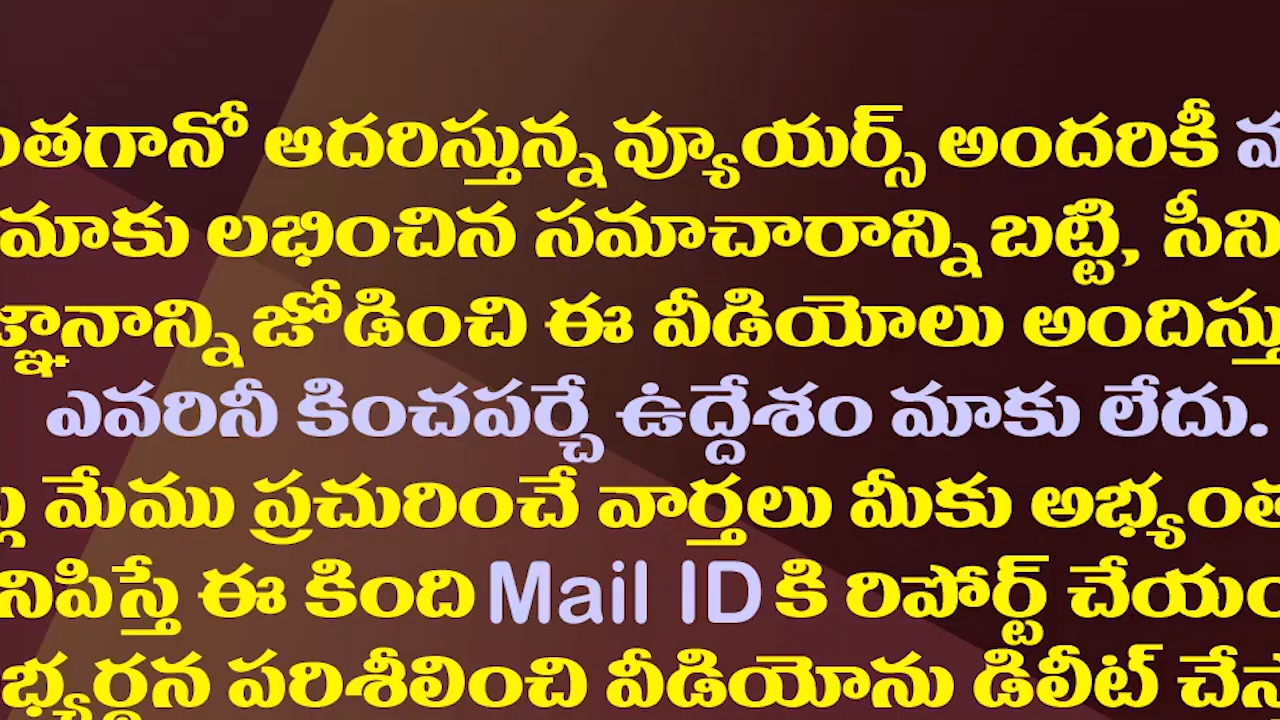 ఆదరిస్తున్న వ్యూయర్స్ అందరికీ
మాకు లభించిన సమాచారాన్ని బట్టి,
జోడించి ఈ వీడియోలు
ఎవరినీ కించపర్చే ఉద్దేశం మాకు లేదు.
మేము ప్రచురించే వార్తలు మీకు
ఈ కింది Mail ID కి రిపోర్ట్
పరిశీలించి వీడియోను డిలీట్